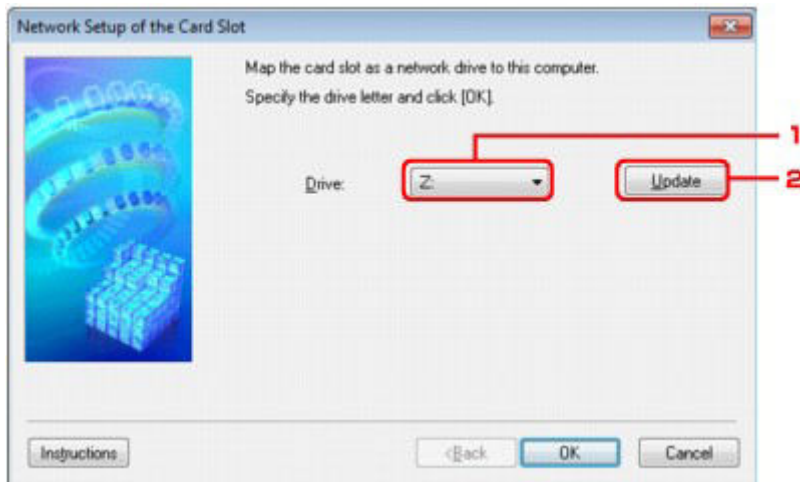 Network Setup of the Card Slot
Map the card slot as a network drive to this computer.
Specify the drive letter and click [OK].
1
Drive:
Z:
Update
2
Instructions
<Back
OK
Cancel